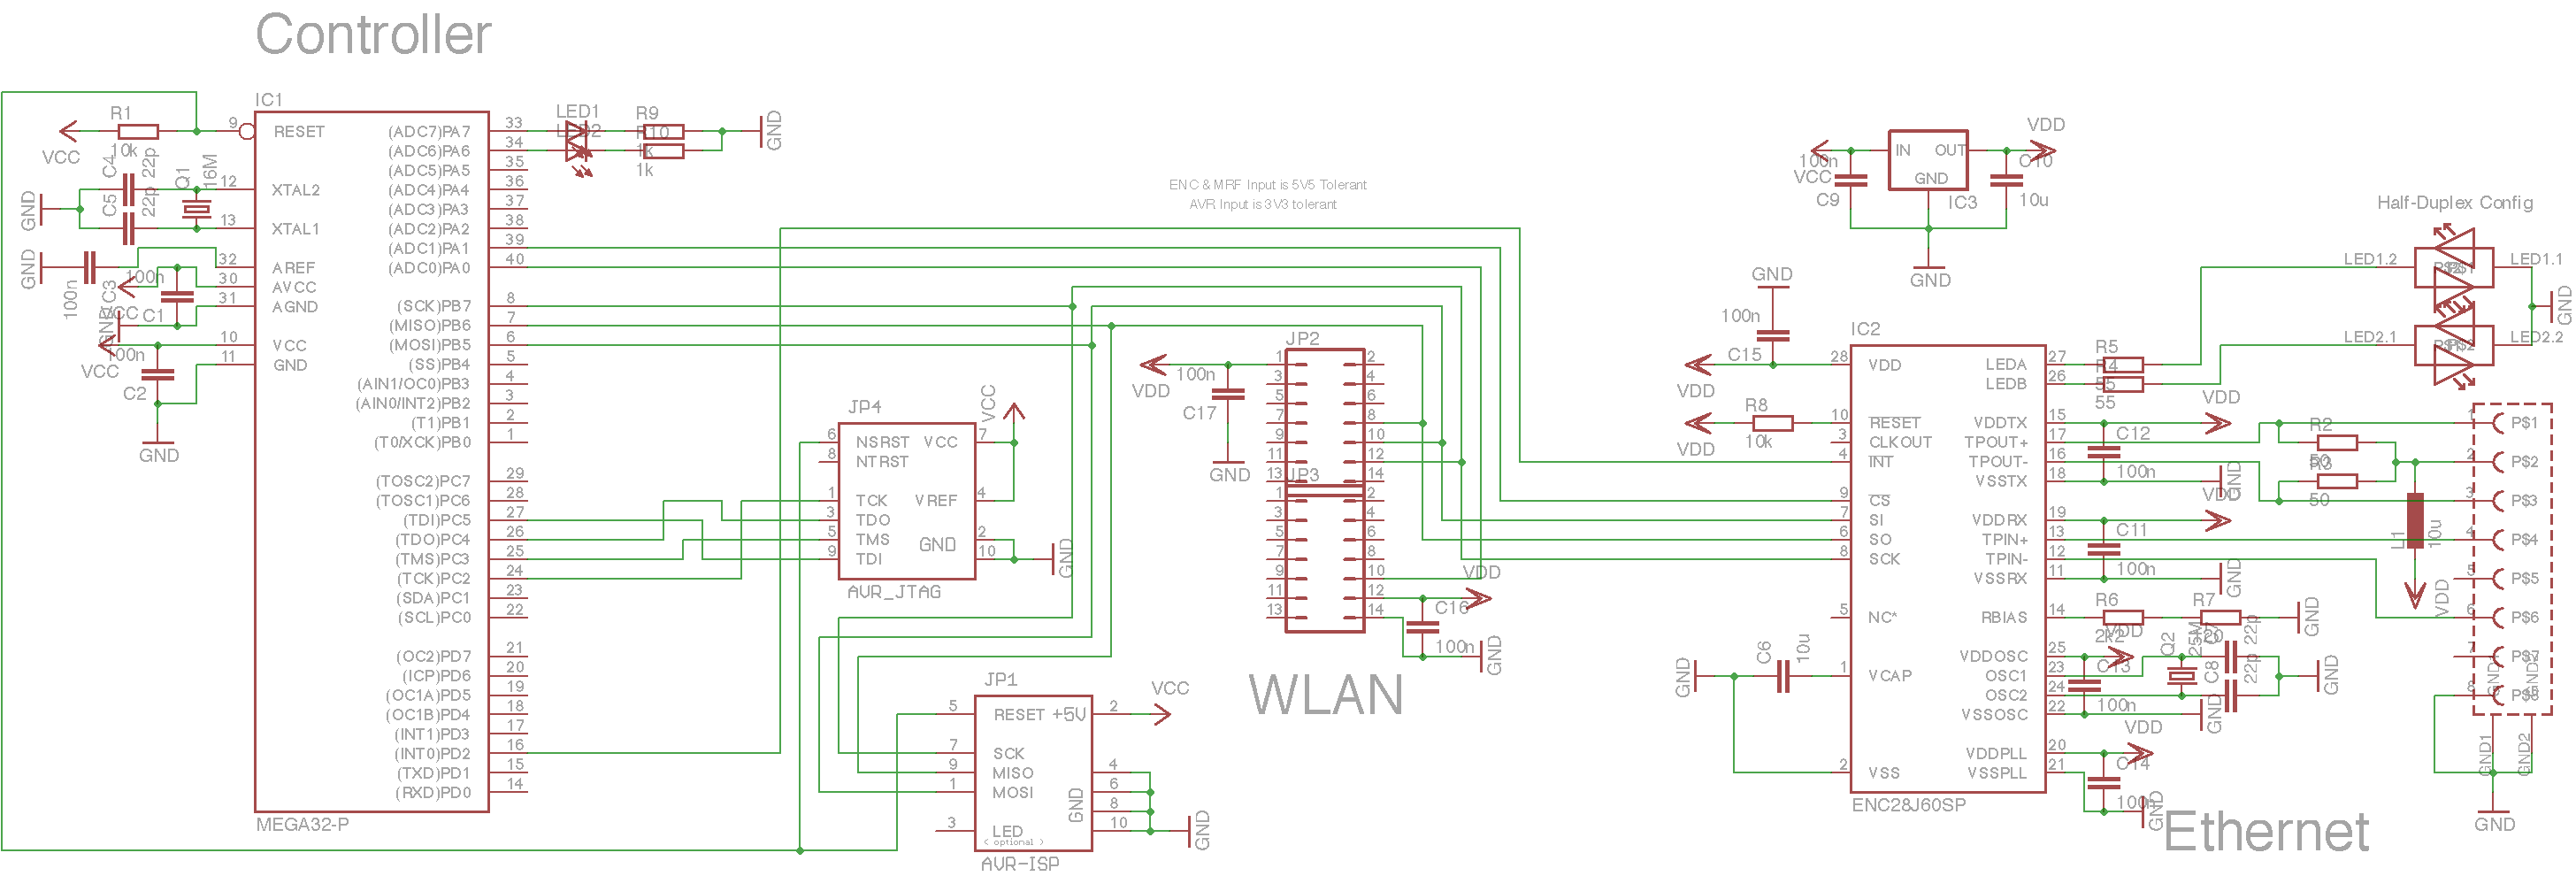 Controller
IC1
R1
10k
VCC
9
RESET
C4
22p
C5
22p
Q1
16M
GND
12
XTAL2
13
XTAL1
GND
100n
C3
32
AREF
30
AVCC
31
AGND
100n
C1
VCC
GND
10
VCC
11
GND
100n
VCC
C2
GND
(ADC7)PA7
33
(ADC6)PA6
34
(ADC5)PA5
35
(ADC4)PA4
36
(ADC3)PA3
37
(ADC2)PA2
38
(ADC1)PA1
39
(ADC0)PA0
40
(SCK)PB7
8
(MISO)PB6
7
(MOSI)PB5
6
(SS)PB4
5
(AIN1/OC0)PB3
4
(AIN0/INT2)PB2
3
(T1)PB1
2
(T0/XCK)PB0
1
(TOSC2)PC7
29
(TOSC1)PC6
28
(TDI)PC5
27
(TDO)PC4
26
(TMS)PC3
25
(TCK)PC2
24
(SDA)PC1
23
(SCL)PC0
22
(OC2)PD7
21
(ICP)PD6
20
(OC1A)PD5
19
(OC1B)PD4
18
(INT1)PD3
17
(INT0)PD2
16
(TXD)PD1
15
(RXD)PD0
14
MEGA32-P
LED1
LED2
R9
R10
1k
1k
GND
ENC & MRF Input is 5V5 Tolerant
AVR Input is 3V3 tolerant
JP4
6
NSRST
VCC
7
8
NTRST
1
TCK
VREF
4
3
TDO
5
TMS
GND
2
9
TDI
10
AVR_JTAG
VCC
GND
JP1
5
RESET
+5V
2
VCC
7
SCK
9
MISO
4
1
MOSI
6
GND
8
3
LED
10
< optional >
AVR-ISP
GND
JP2
VDD
100n
C17
GND
1
2
3
4
5
6
7
8
9
10
11
12
13
14
JP3
1
2
3
4
5
6
7
8
9
10
11
12
13
14
VDD
C16
100n
GND
WLAN
100n
VCC
C9
IN
OUT
GND
IC3
VDD
C10
10u
GND
GND
100n
C15
VDD
R8
10k
VDD
IC2
28
VDD
10
RESET
3
CLKOUT
4
INT
9
CS
7
SI
6
SO
8
SCK
5
NC*
1
VCAP
2
VSS
GND
C6
10u
LEDA
27
LEDB
26
VDDTX
15
TPOUT+
17
TPOUT-
16
VSSTX
18
VDDRX
19
TPIN+
13
TPIN-
12
VSSRX
11
RBIAS
14
VDDOSC
25
OSC1
23
OSC2
24
VSSOSC
22
VDDPLL
20
VSSPLL
21
ENC28J60SP
R5
R4
55
55
VDD
C12
100n
GND
VDD
C11
100n
GND
R6
2k2
R7
120
GND
VDD
C13
100n
GND
Q2
25M
22p
C8
22p
GND
VDD
C14
100n
GND
R2
50
R3
50
L1
10u
VDD
Half-Duplex Config
LED1.2
LED1.1
LED2.1
LED2.2
GND
1
P$1
2
P$2
3
P$3
4
P$4
5
P$5
6
P$6
7
P$7
8
P$8
GND1
GND2
GND
Ethernet